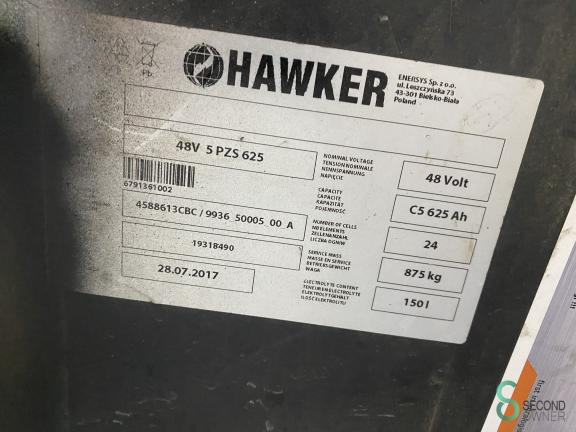 Pb
HAWKER
ENERSYS Sp. z o.o.
ul. Leszczyńska 73
43-301 Bielsko-Biała
Poland
48V 5 PZS 625
6791361002
4588613CBC / 9936_50005_00_A
19318490
28.07.2017
NOMINAL VOLTAGE
TENSION NOMINALE
NENNSPANNUNG
NAPIĘCIE
48 Volt
CAPACITY
CAPACITE
KAPAZITÄT
POJEMNOŚĆ
C5 625 Ah
NUMBER OF CELLS
NB ELEMENTS
ZELLENANZAHL
LICZBA OGNIW
24
SERVICE MASS
MASSE EN SERVICE
BETRIEBSGEWICHT
WAGA
875 kg
ELECTROLYTE CONTENT
TENEUR EN ELECTROLYTE
ELEKTROLYTGEHALT
ILOŚĆ ELEKTROLITU
150 l
SECOND
OWNER